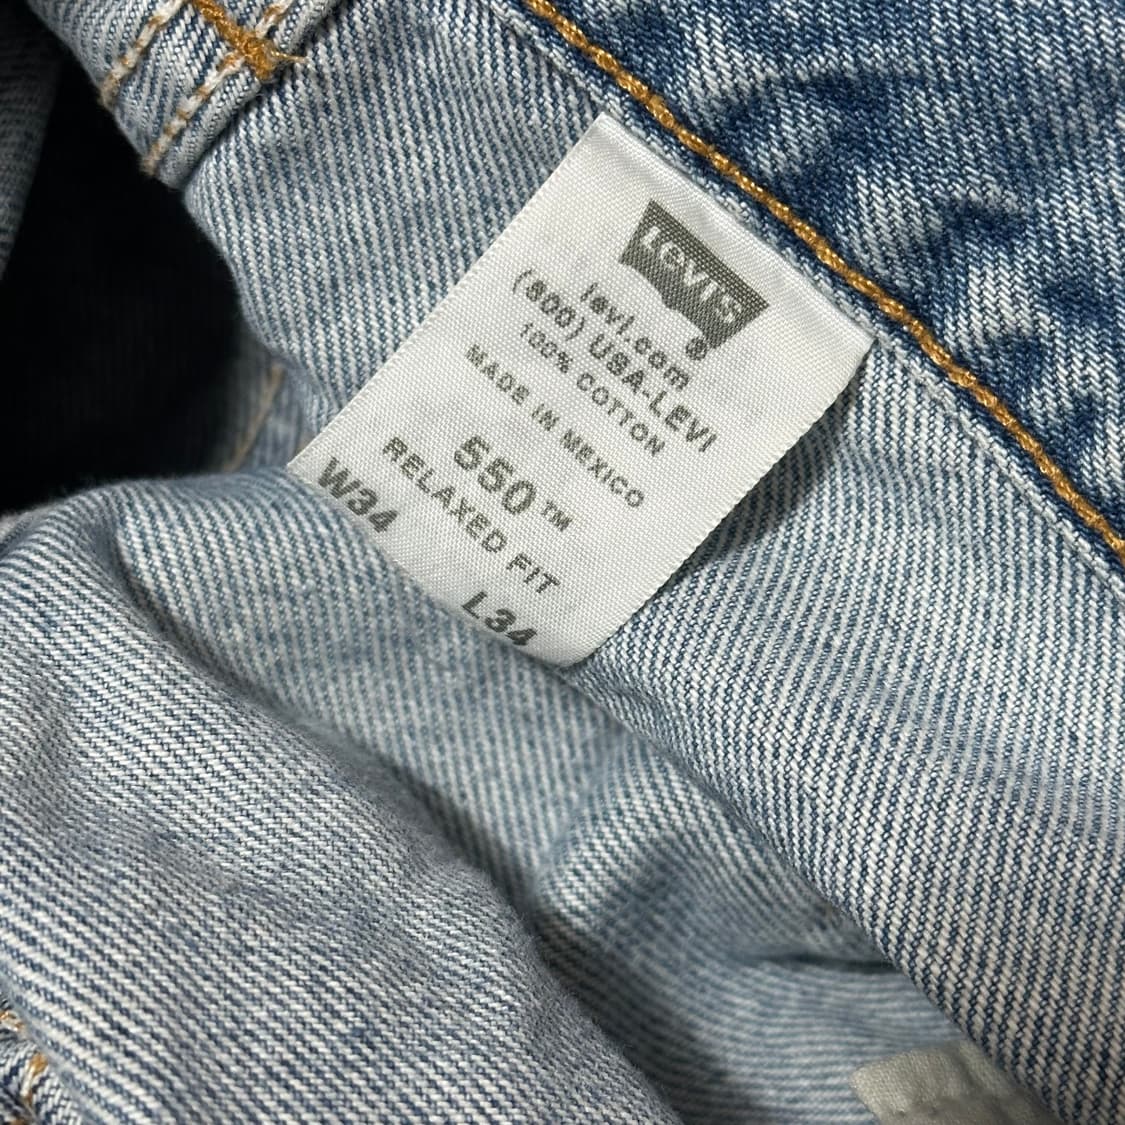 Levi's®
levi.com
(800) USA-LEVI
100% COTTON
MADE IN MEXICO
550™
RELAXED FIT
W34 L34